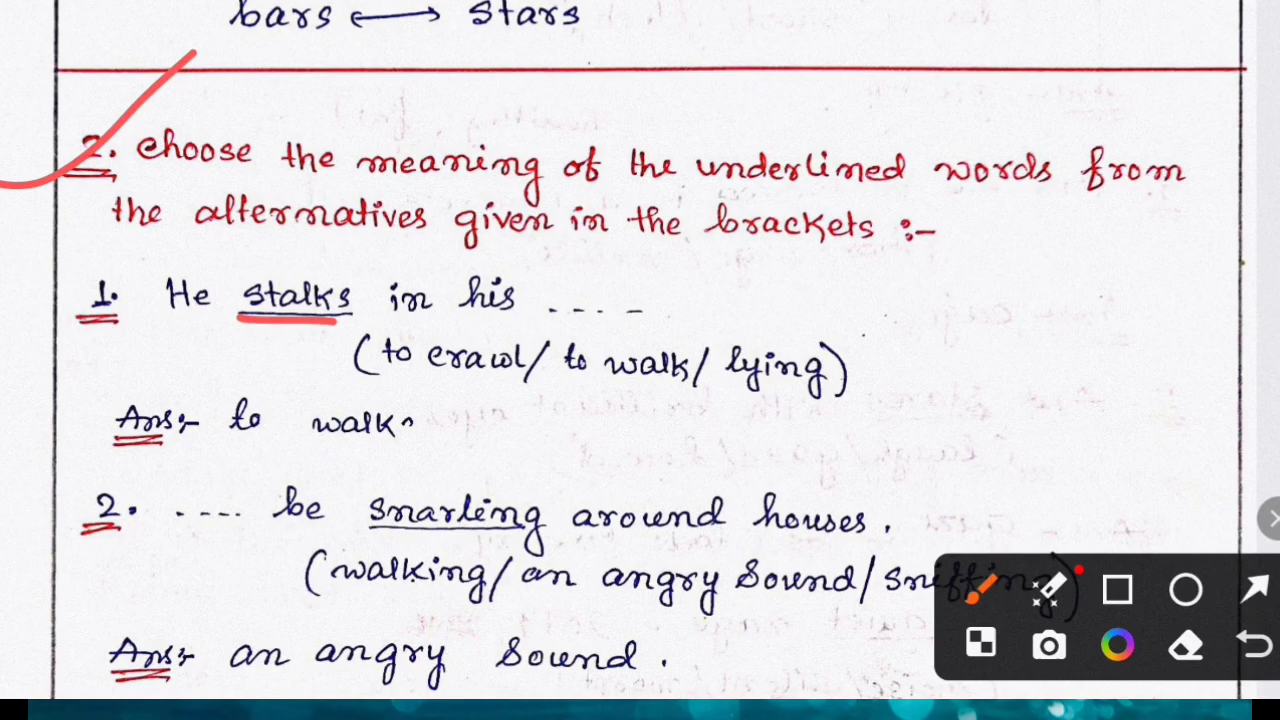 bars ⟷ stars
2. choose the meaning of the underlined words from
the alternatives given in the brackets :-
1. He stalks in his ....
(to crawl/ to walk/ lying)
Ans:- to walk.
2. .... be snarling around houses.
(walking/ an angry sound/ sniffing)
Ans:- an angry sound.